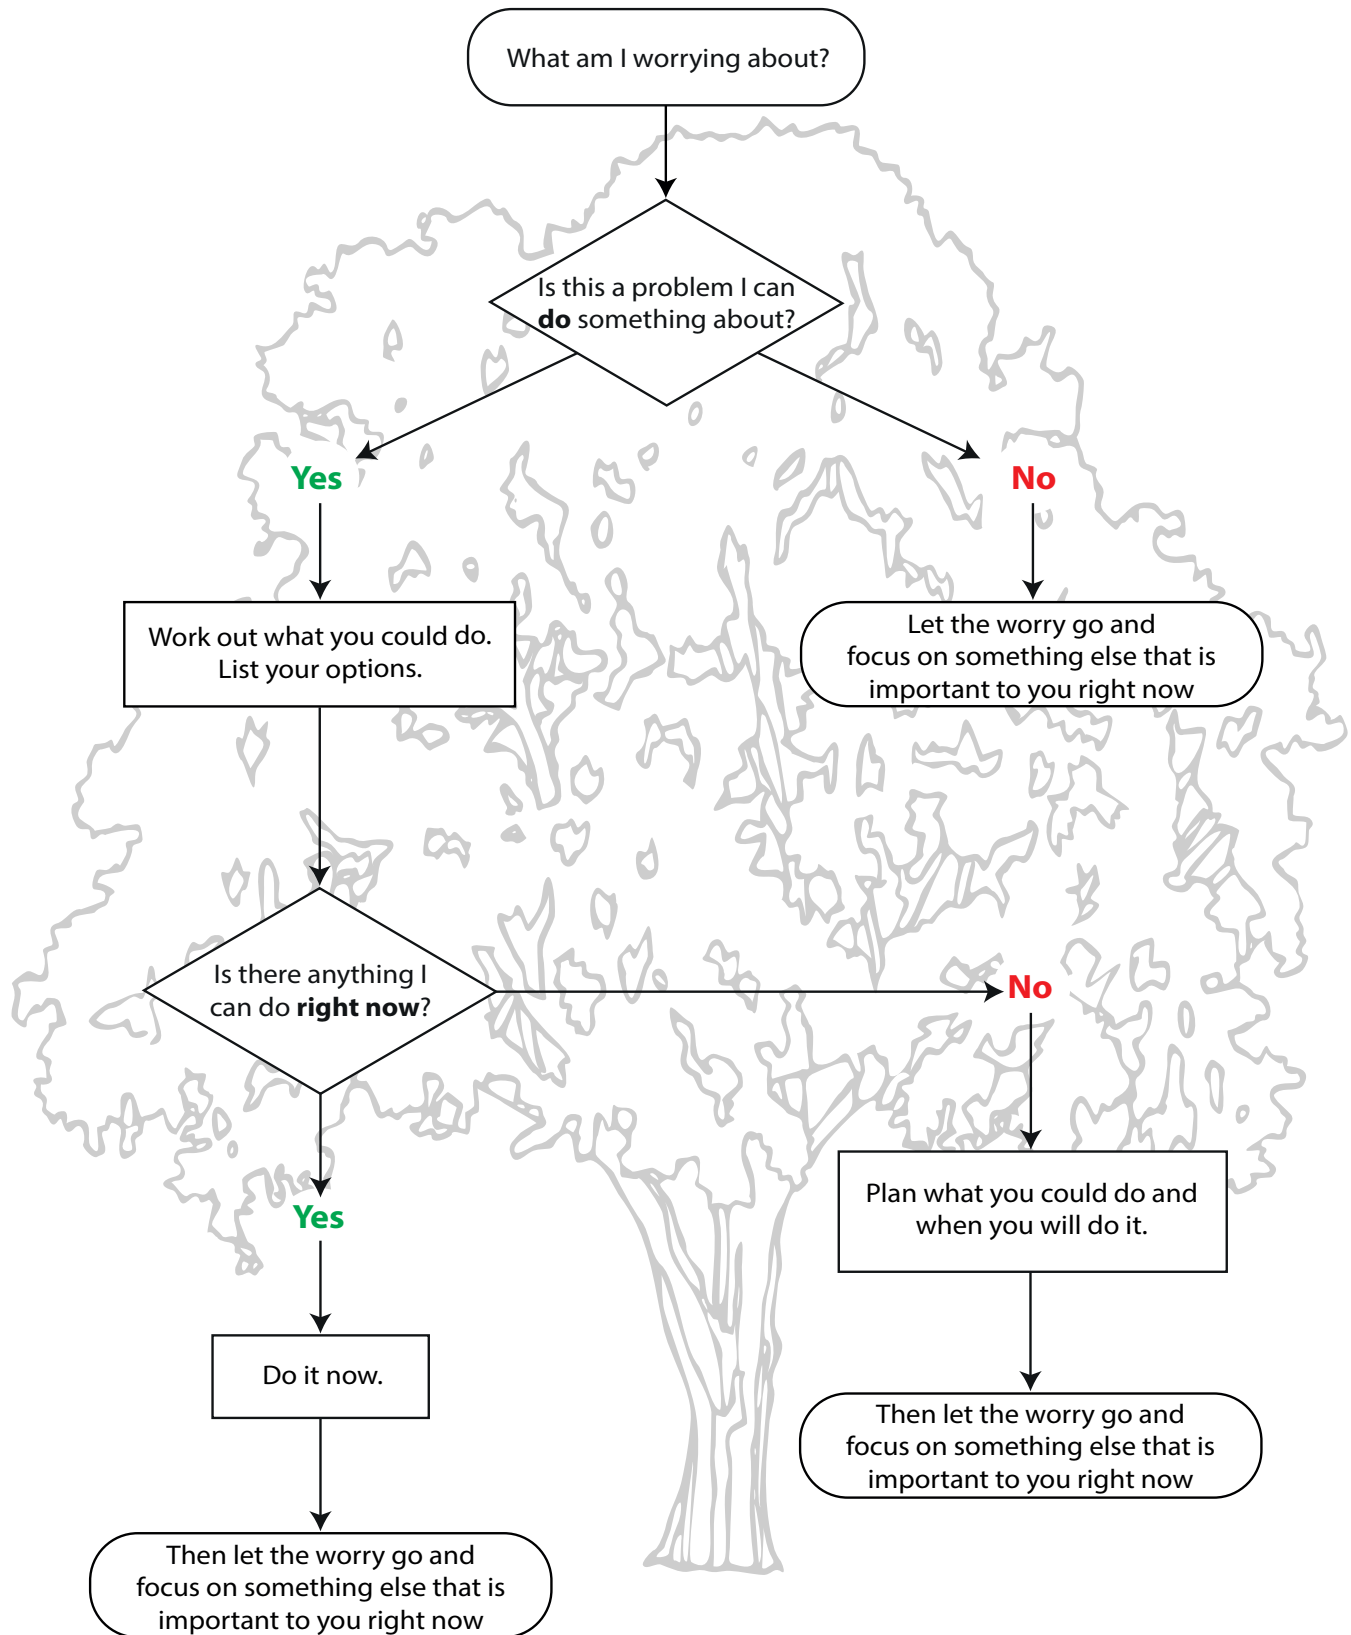 What am I worrying about?
Is this a problem I can
do something about?
Yes
No
Work out what you could do.
List your options.
Let the worry go and
focus on something else that is
important to you right now
Is there anything I
can do right now?
No
Yes
Plan what you could do and
when you will do it.
Do it now.
Then let the worry go and
focus on something else that is
important to you right now
Then let the worry go and
focus on something else that is
important to you right now